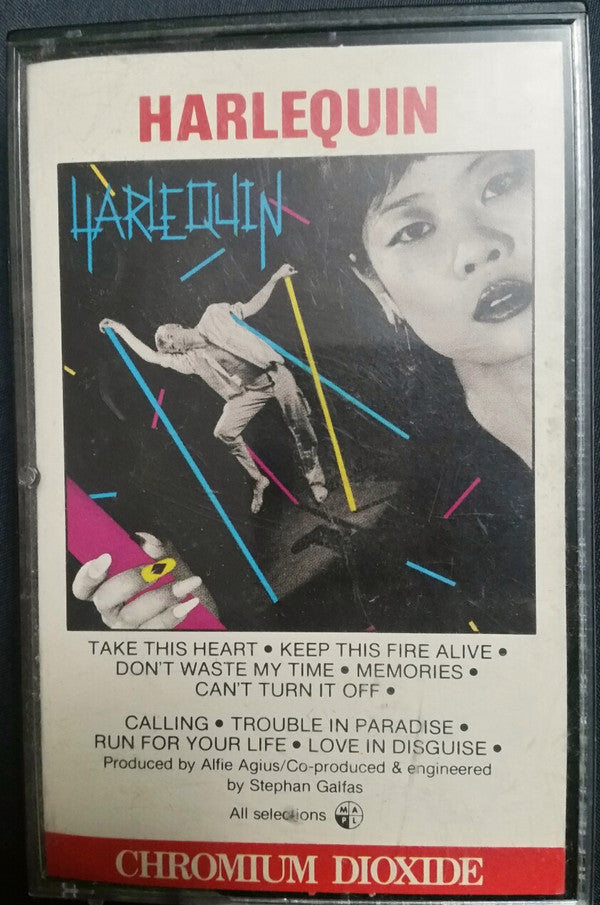 HARLEQUIN
HARLEQUIN
TAKE THIS HEART • KEEP THIS FIRE ALIVE •
DON'T WASTE MY TIME • MEMORIES •
CAN'T TURN IT OFF •
CALLING • TROUBLE IN PARADISE •
RUN FOR YOUR LIFE • LOVE IN DISGUISE •
Produced by Alfie Agius/Co-produced & engineered
by Stephan Galfas
All selections M A P L
CHROMIUM DIOXIDE